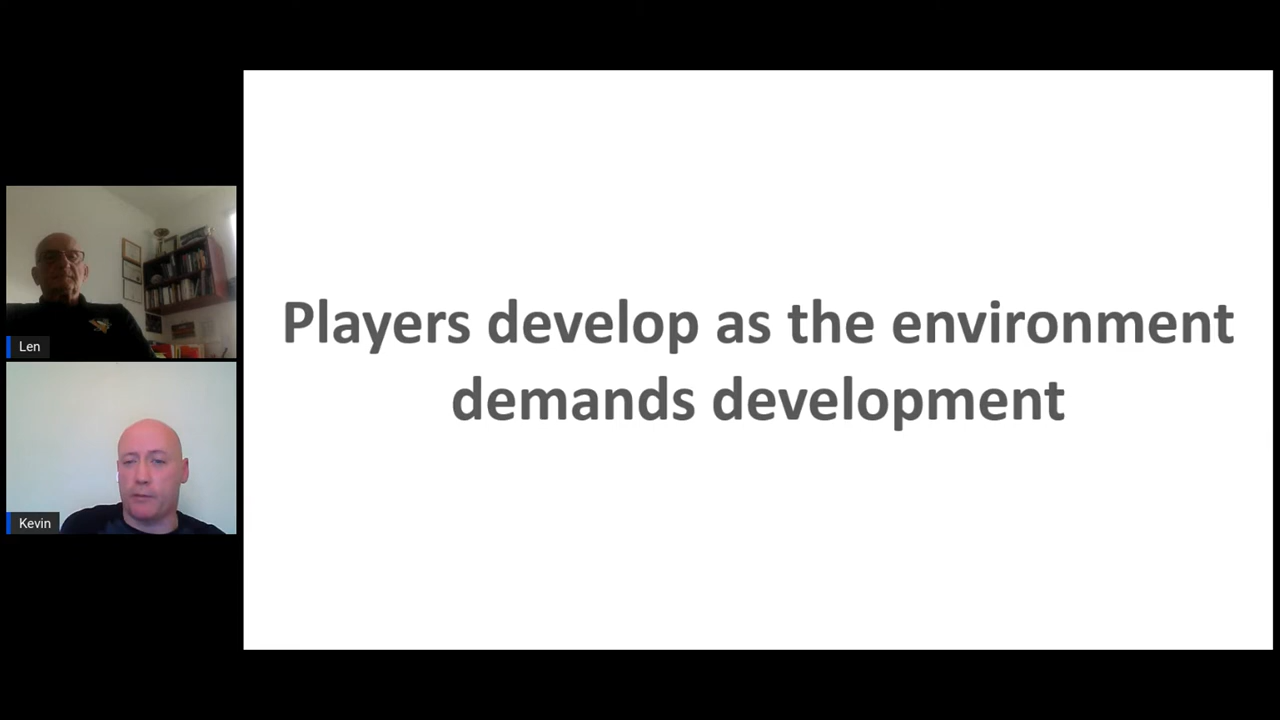 Players develop as the environment
demands development
Len
Kevin